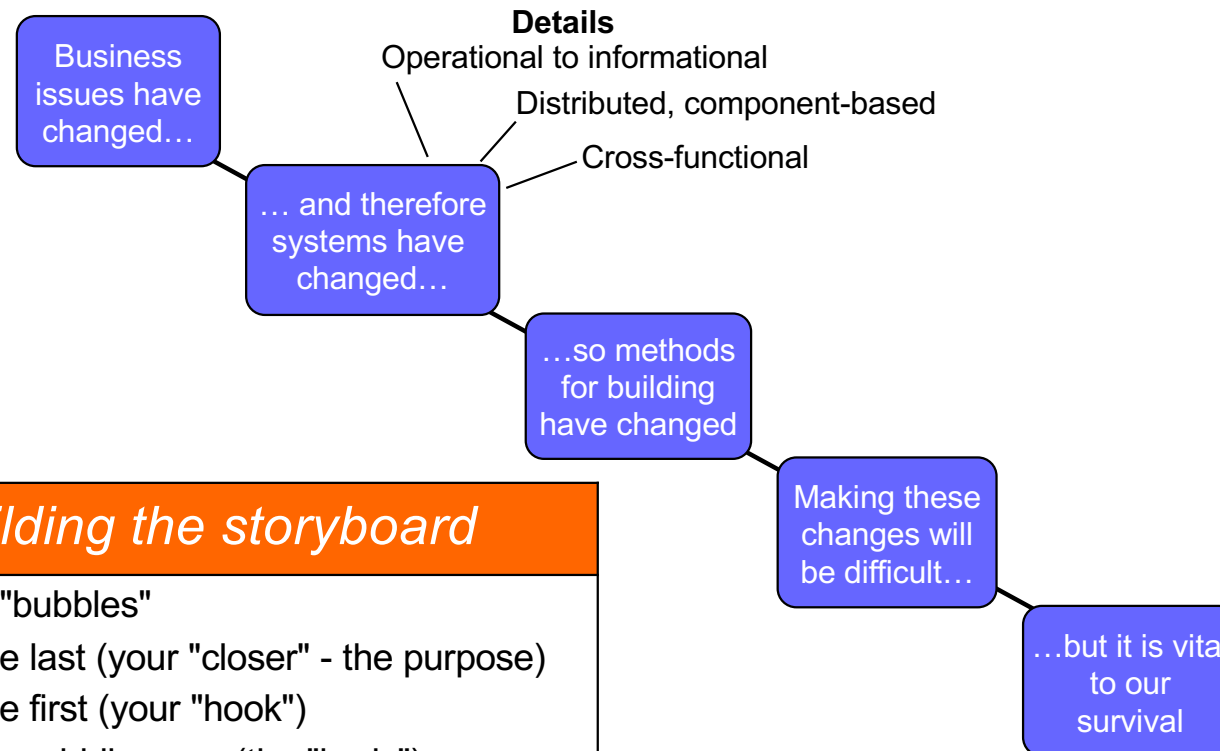 Business
issues have
changed…
Details
Operational to informational
Distributed, component-based
Cross-functional
… and therefore
systems have
changed…
…so methods
for building
have changed
Making these
changes will
be difficult…
…but it is
to our
survival
the storyboard
"bubbles"
last (your "closer" - the purpose)
first (your "hook")